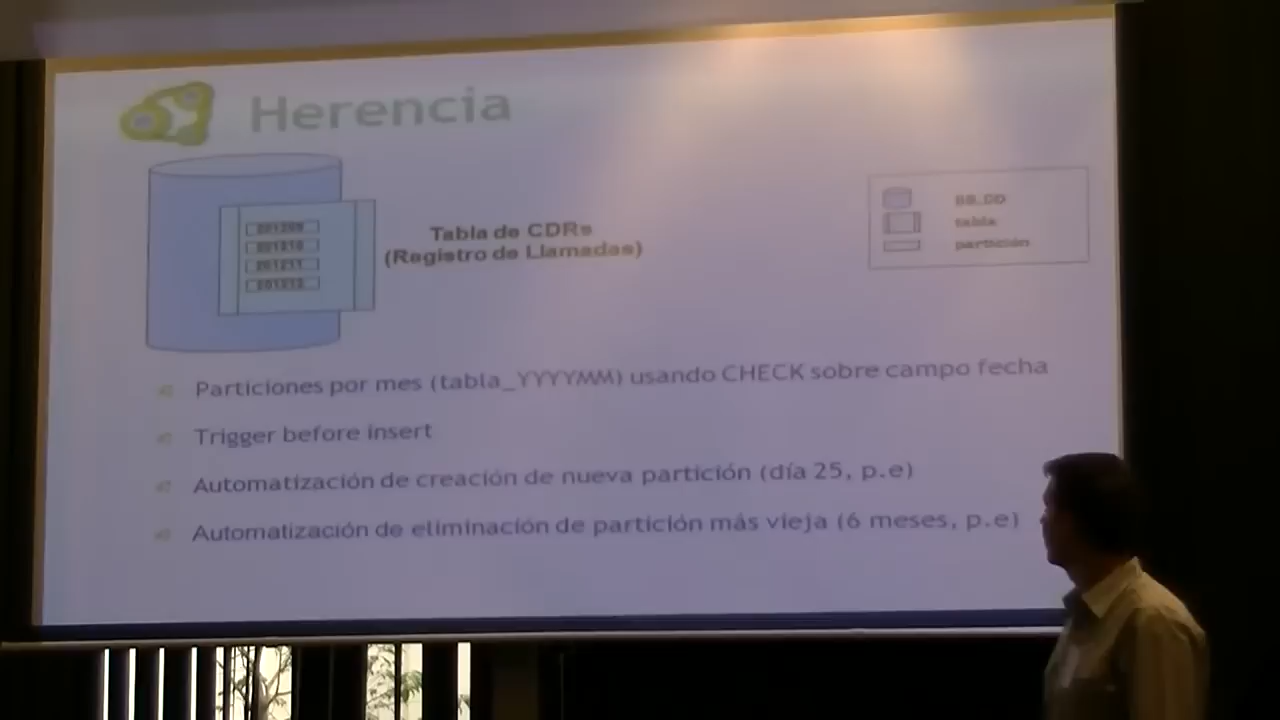 Herencia
Tabla de CDRs
(Registro de Llamadas)
BB.DD
tabla
partición
Particiones por mes (tabla_YYYYMM) usando CHECK sobre campo fecha
Trigger before insert
Automatización de creación de nueva partición (día 25, p.e)
Automatización de eliminación de partición más vieja (6 meses, p.e)